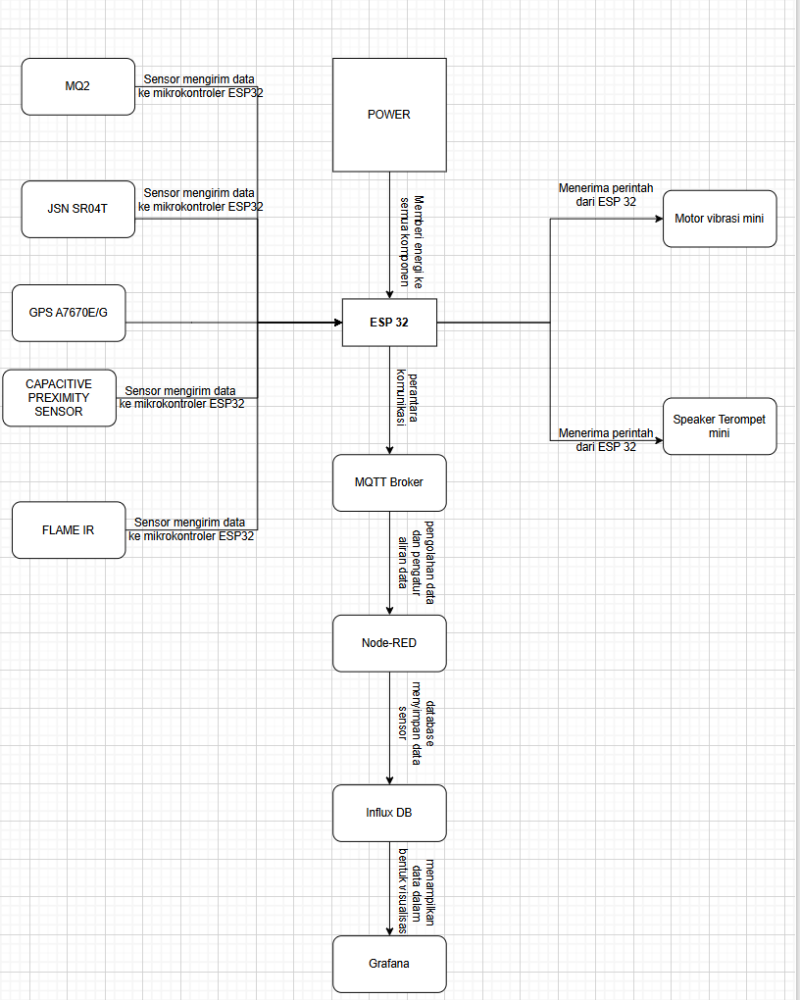 MQ2
Sensor mengirim data
ke mikrokontroler ESP32
POWER
JSN SR04T
Sensor mengirim data
ke mikrokontroler ESP32
Memberi energi ke
semua komponen
Menerima perintah
dari ESP 32
Motor vibrasi mini
GPS A7670E/G
ESP 32
CAPACITIVE
PREXIMITY
SENSOR
Sensor mengirim data
ke mikrokontroler ESP32
perantara
komunikasi
Menerima perintah
dari ESP 32
Speaker Terompet
mini
MQTT Broker
FLAME IR
Sensor mengirim data
ke mikrokontroler ESP32
pengolahan data
dan pengatur
aliran data
Node-RED
database
menyimpan data
sensor
Influx DB
menampilkan
data dalam
bentuk visualisasi
Grafana